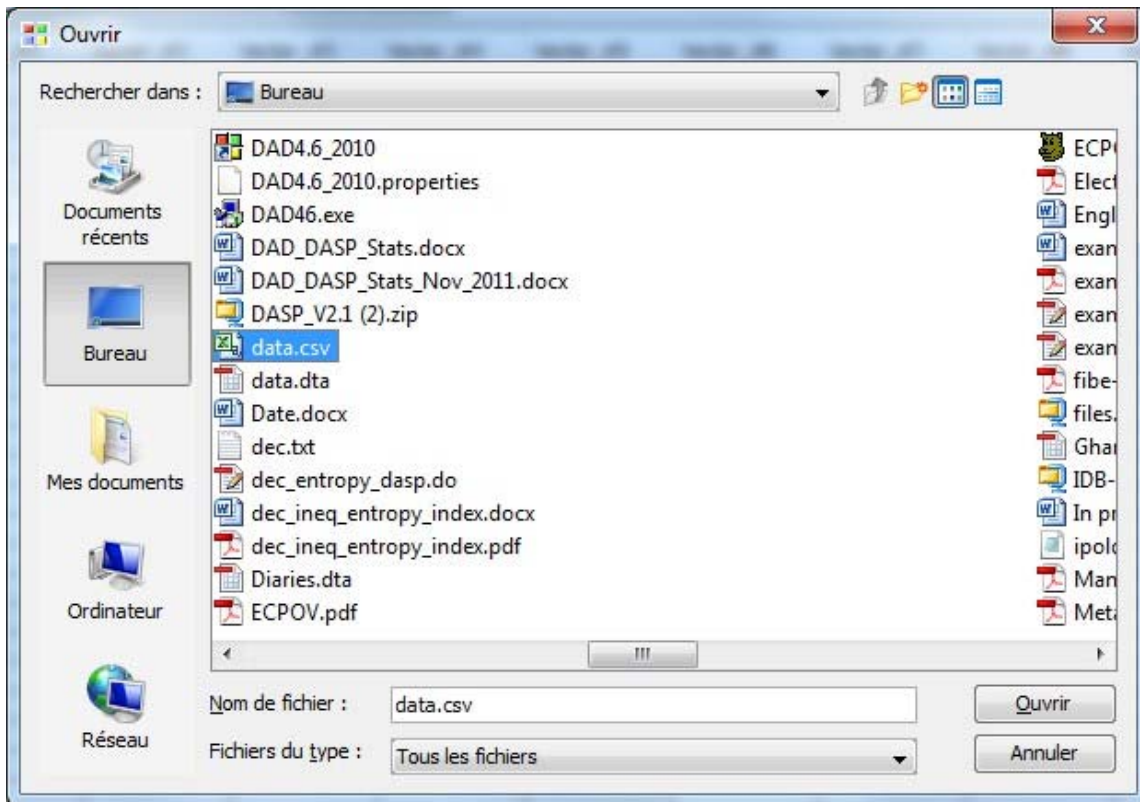 Ouvrir
Rechercher dans :
Bureau
Documents
récents
Bureau
Mes documents
Ordinateur
Réseau
DAD4.6_2010
DAD4.6_2010.properties
DAD46.exe
DAD_DASP_Stats.docx
DAD_DASP_Stats_Nov_2011.docx
DASP_V2.1 (2).zip
data.csv
data.dta
Date.docx
dec.txt
dec_entropy_dasp.do
dec_ineq_entropy_index.docx
dec_ineq_entropy_index.pdf
Diaries.dta
ECPOV.pdf
ECP
Elect
Engl
exan
exan
exan
exan
fibe-
files.
Ghar
IDB-
In pr
ipolo
Man
Meta
Nom de fichier :
data.csv
Ouvrir
Fichiers du type :
Tous les fichiers
Annuler